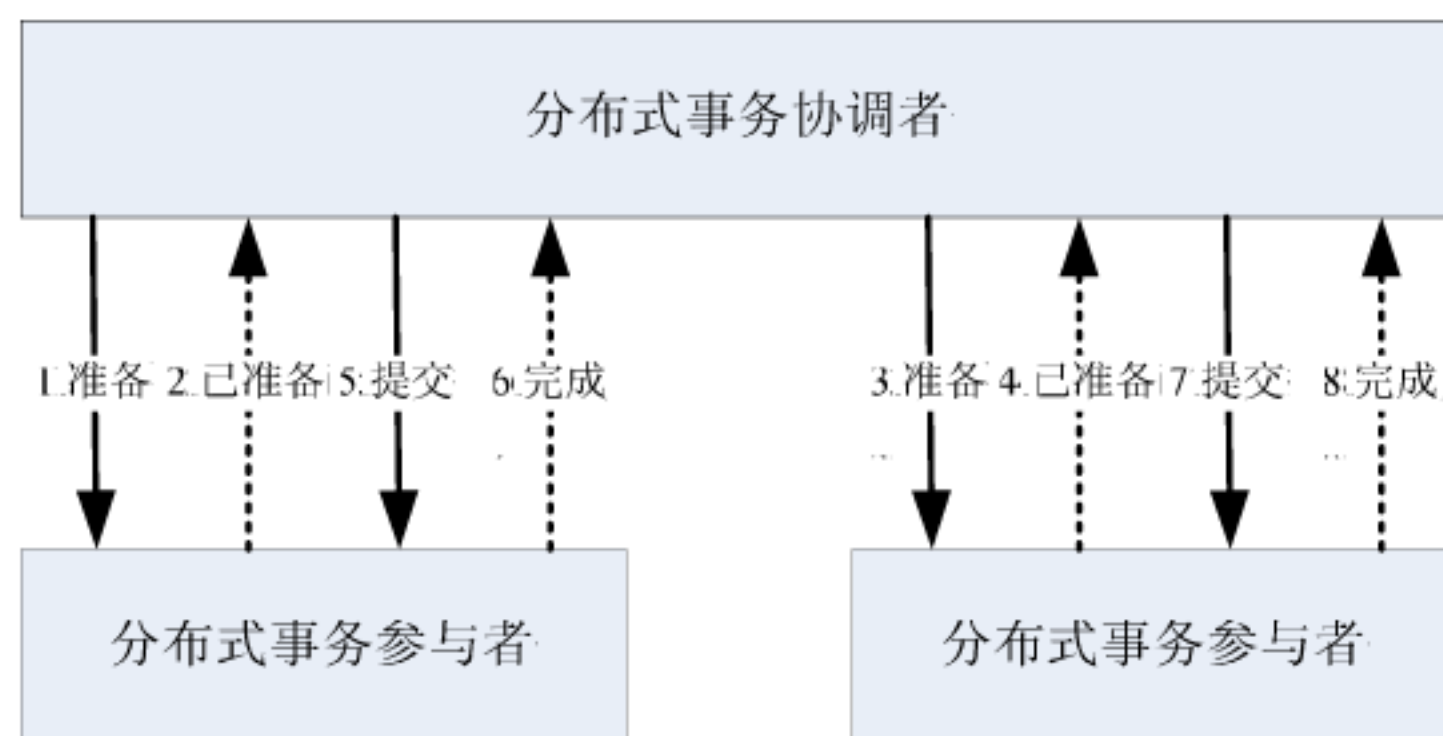 分布式事务协调者
1.准备 2.已准备 5.提交 6.完成 3.准备 4.已准备 7.提交 8.完成
分布式事务参与者 分布式事务参与者